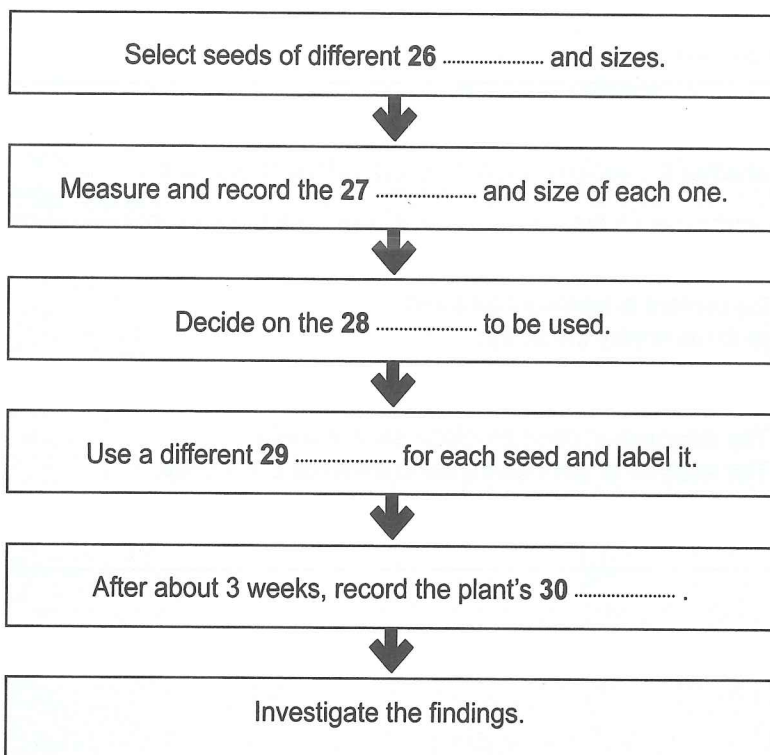 Select seeds of different 26 ...................... and sizes.
Measure and record the 27 ...................... and size of each one.
Decide on the 28 ...................... to be used.
Use a different 29 ..................... for each seed and label it.
After about 3 weeks, record the plant's 30 ...................... .
Investigate the findings.